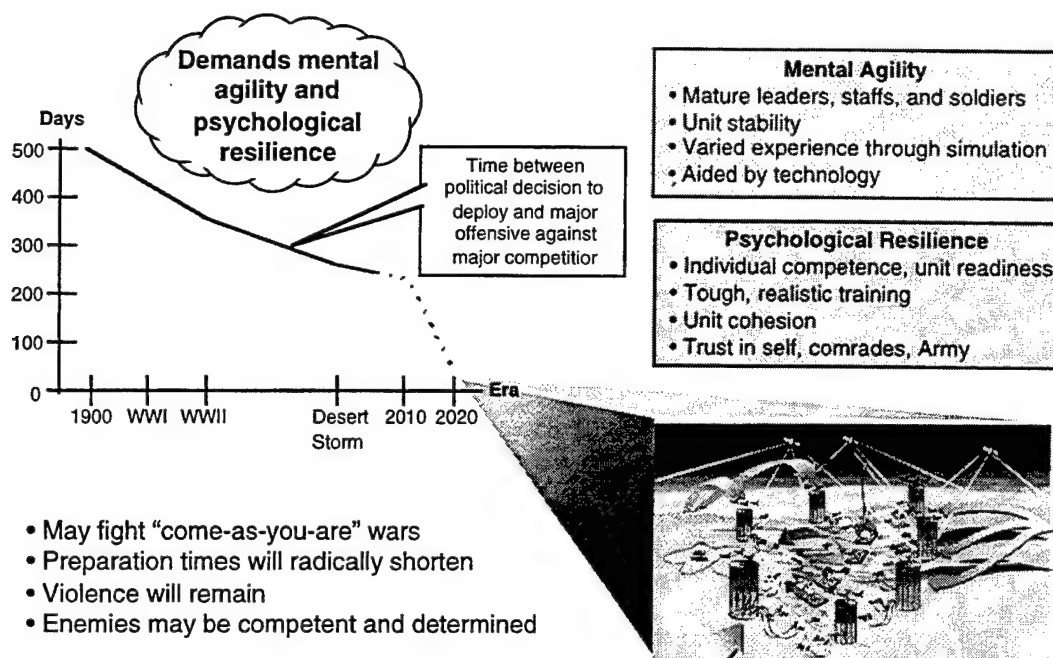 Demands mental
agility and
psychological
resilience
Days
500
400
300
200
100
0
1900
WWI
WWII
Desert
Storm
2010
2020
Era
Time between
political decision to
deploy and major
offensive against
major competitior
Mental Agility
• Mature leaders, staffs, and soldiers
• Unit stability
• Varied experience through simulation
• Aided by technology
Psychological Resilience
• Individual competence, unit readiness
• Tough, realistic training
• Unit cohesion
• Trust in self, comrades, Army
• May fight “come-as-you-are” wars
• Preparation times will radically shorten
• Violence will remain
• Enemies may be competent and determined